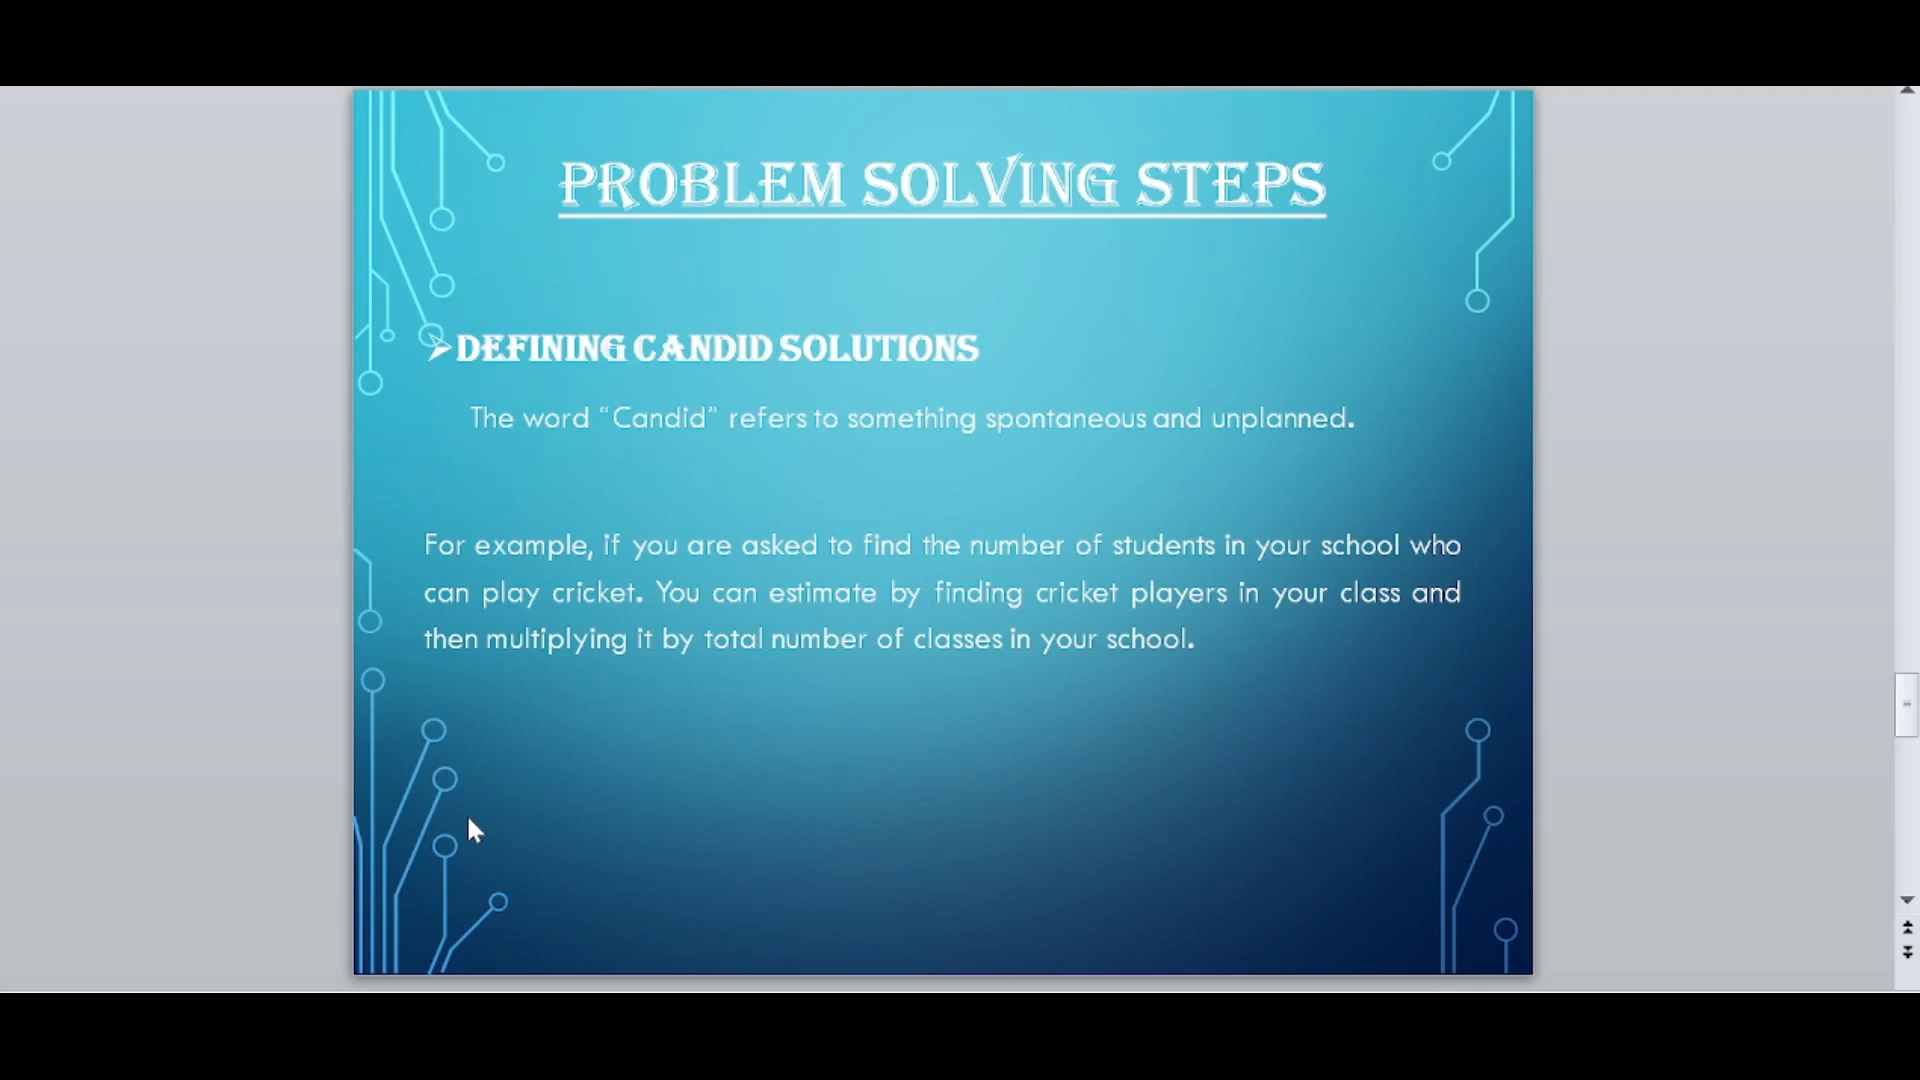 PROBLEM SOLVING STEPS
DEFINING CANDID SOLUTIONS
The word “Candid” refers to something spontaneous and unplanned.
For example, if you are asked to find the number of students in your school who
can play cricket. You can estimate by finding cricket players in your class and
then multiplying it by total number of classes in your school.